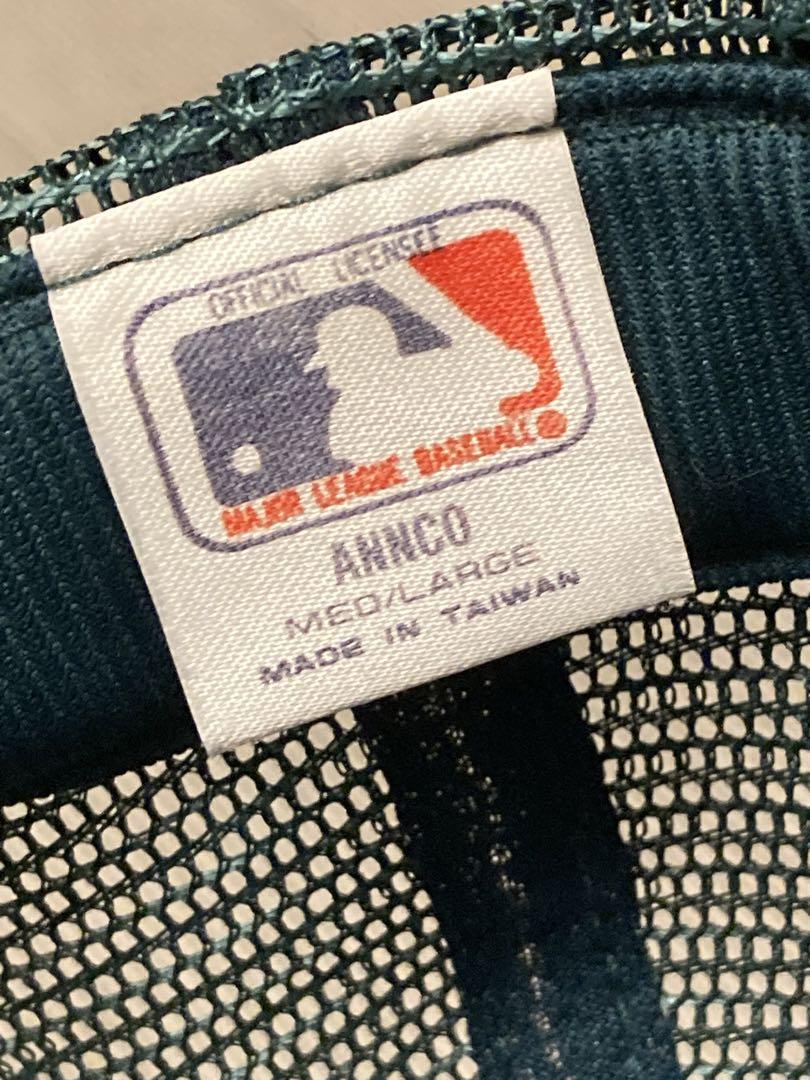 OFFICIAL LICENSEE
MAJOR LEAGUE BASEBALL
ANNCO
MED/LARGE
MADE IN TAIWAN